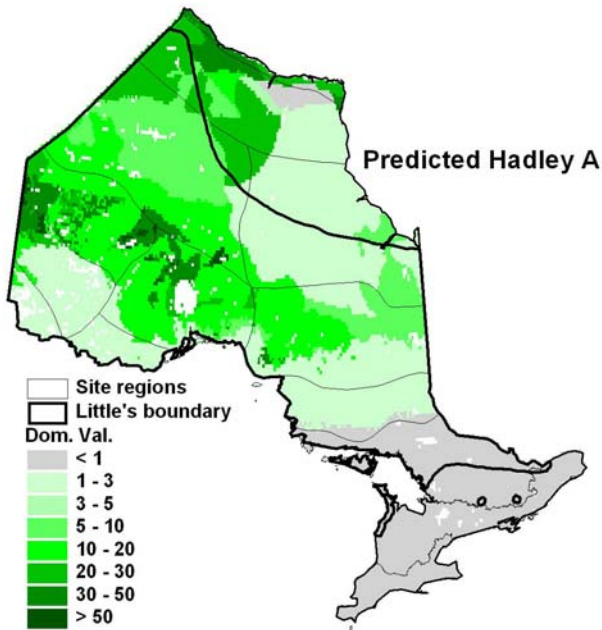 Predicted Hadley A
Site regions
Little's boundary
Dom. Val.
< 1
1 - 3
3 - 5
5 - 10
10 - 20
20 - 30
30 - 50
> 50